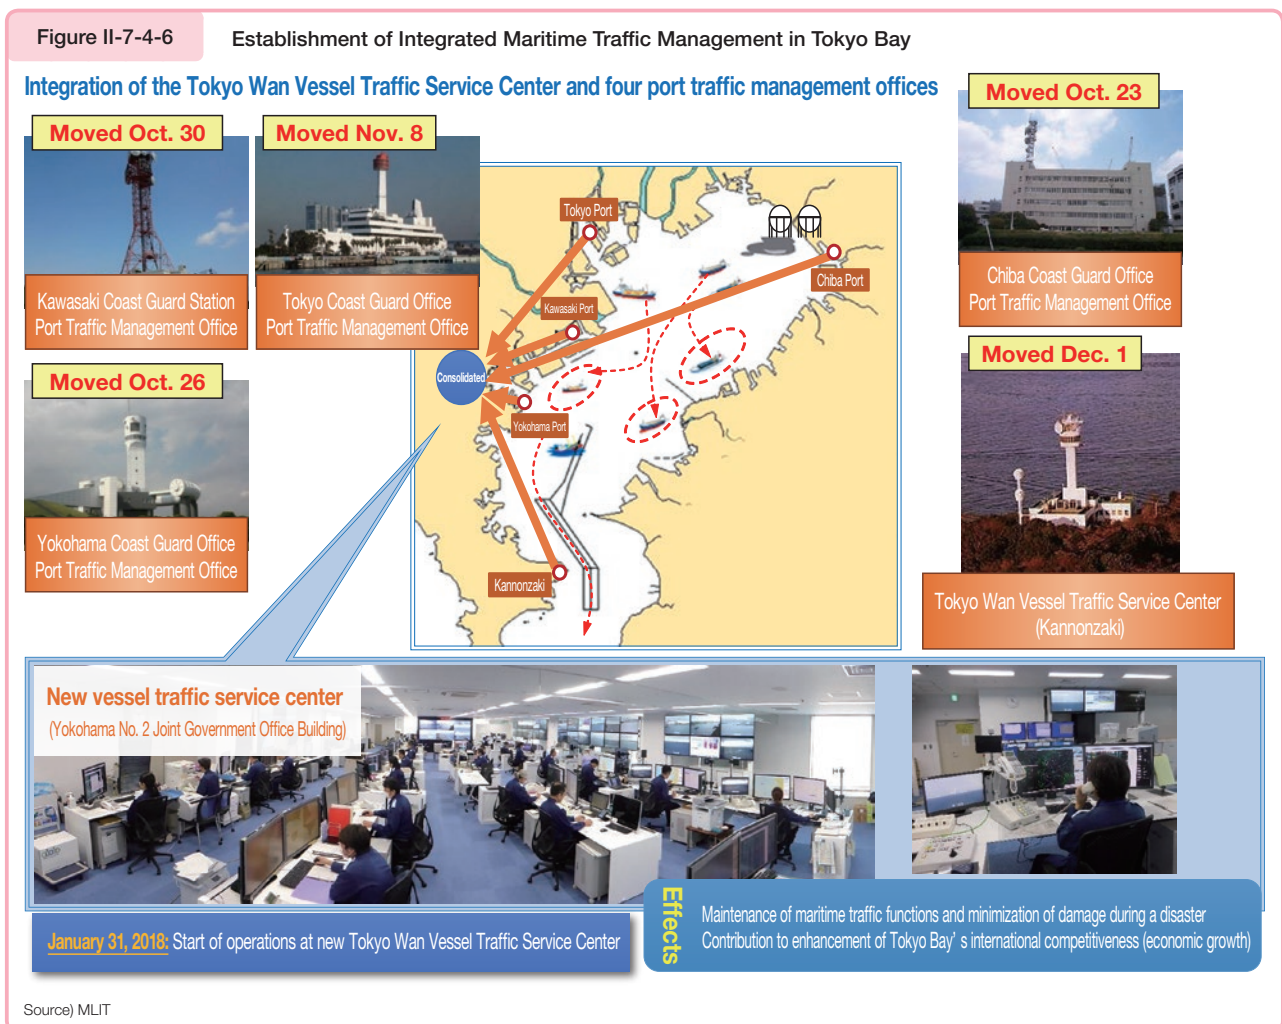 Figure II-7-4-6
Establishment of Integrated Maritime Traffic Management in Tokyo Bay
Integration of the Tokyo Wan Vessel Traffic Service Center and four port traffic management offices
Moved Oct. 30
Kawasaki Coast Guard Station
Port Traffic Management Office
Moved Nov. 8
Tokyo Coast Guard Office
Port Traffic Management Office
Moved Oct. 23
Chiba Coast Guard Office
Port Traffic Management Office
Moved Oct. 26
Yokohama Coast Guard Office
Port Traffic Management Office
Moved Dec. 1
Tokyo Wan Vessel Traffic Service Center
(Kannonzaki)
Tokyo Port
Chiba Port
Kawasaki Port
Consolidated
Yokohama Port
Kannonzaki
New vessel traffic service center
(Yokohama No. 2 Joint Government Office Building)
January 31, 2018: Start of operations at new Tokyo Wan Vessel Traffic Service Center
Effects
Maintenance of maritime traffic functions and minimization of damage during a disaster
Contribution to enhancement of Tokyo Bay' s international competitiveness (economic growth)
Source) MLIT